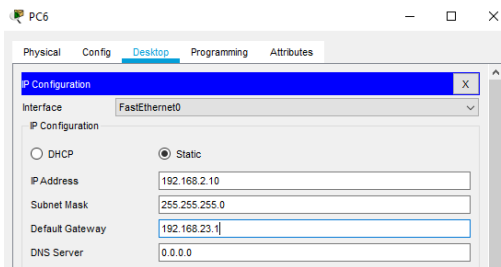 PC6
Physical Config Desktop Programming Attributes
IP Configuration X
Interface FastEthernet0
IP Configuration
DHCP Static
IP Address 192.168.2.10
Subnet Mask 255.255.255.0
Default Gateway 192.168.23.1
DNS Server 0.0.0.0